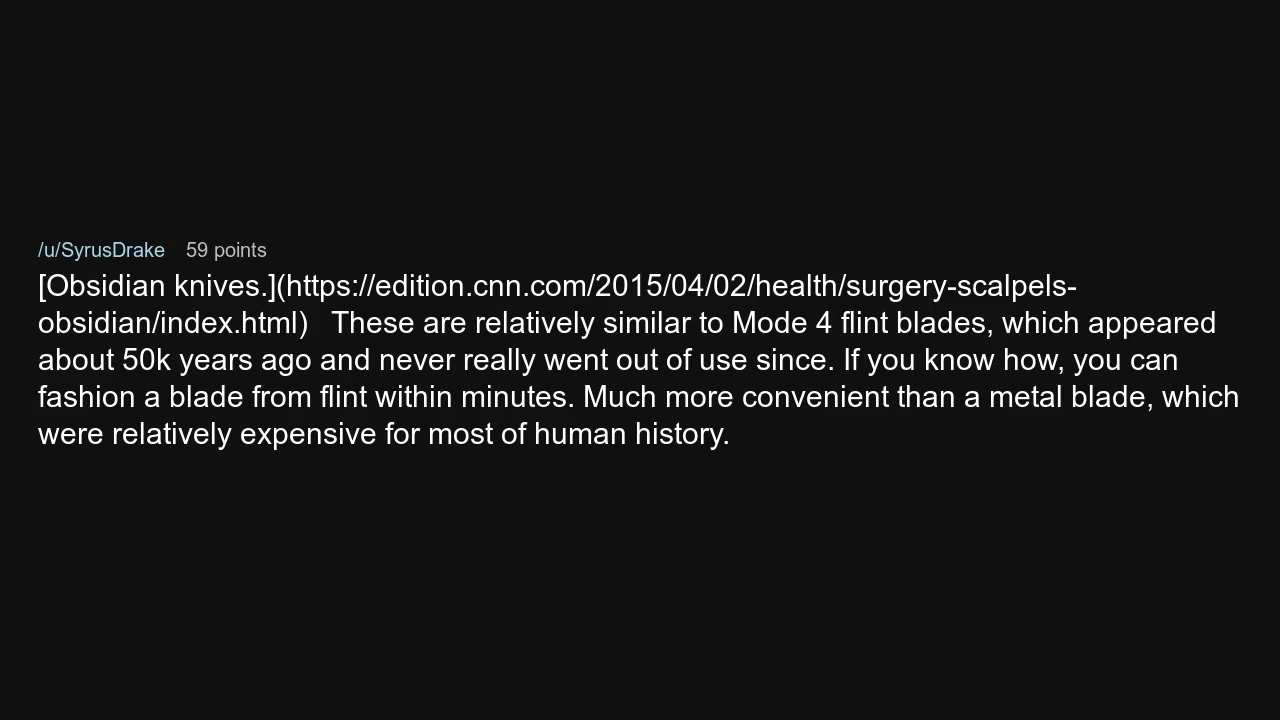 /u/SyrusDrake 59 points
[Obsidian knives.](https://edition.cnn.com/2015/04/02/health/surgery-scalpels-
obsidian/index.html)   These are relatively similar to Mode 4 flint blades, which appeared
about 50k years ago and never really went out of use since. If you know how, you can
fashion a blade from flint within minutes. Much more convenient than a metal blade, which
were relatively expensive for most of human history.